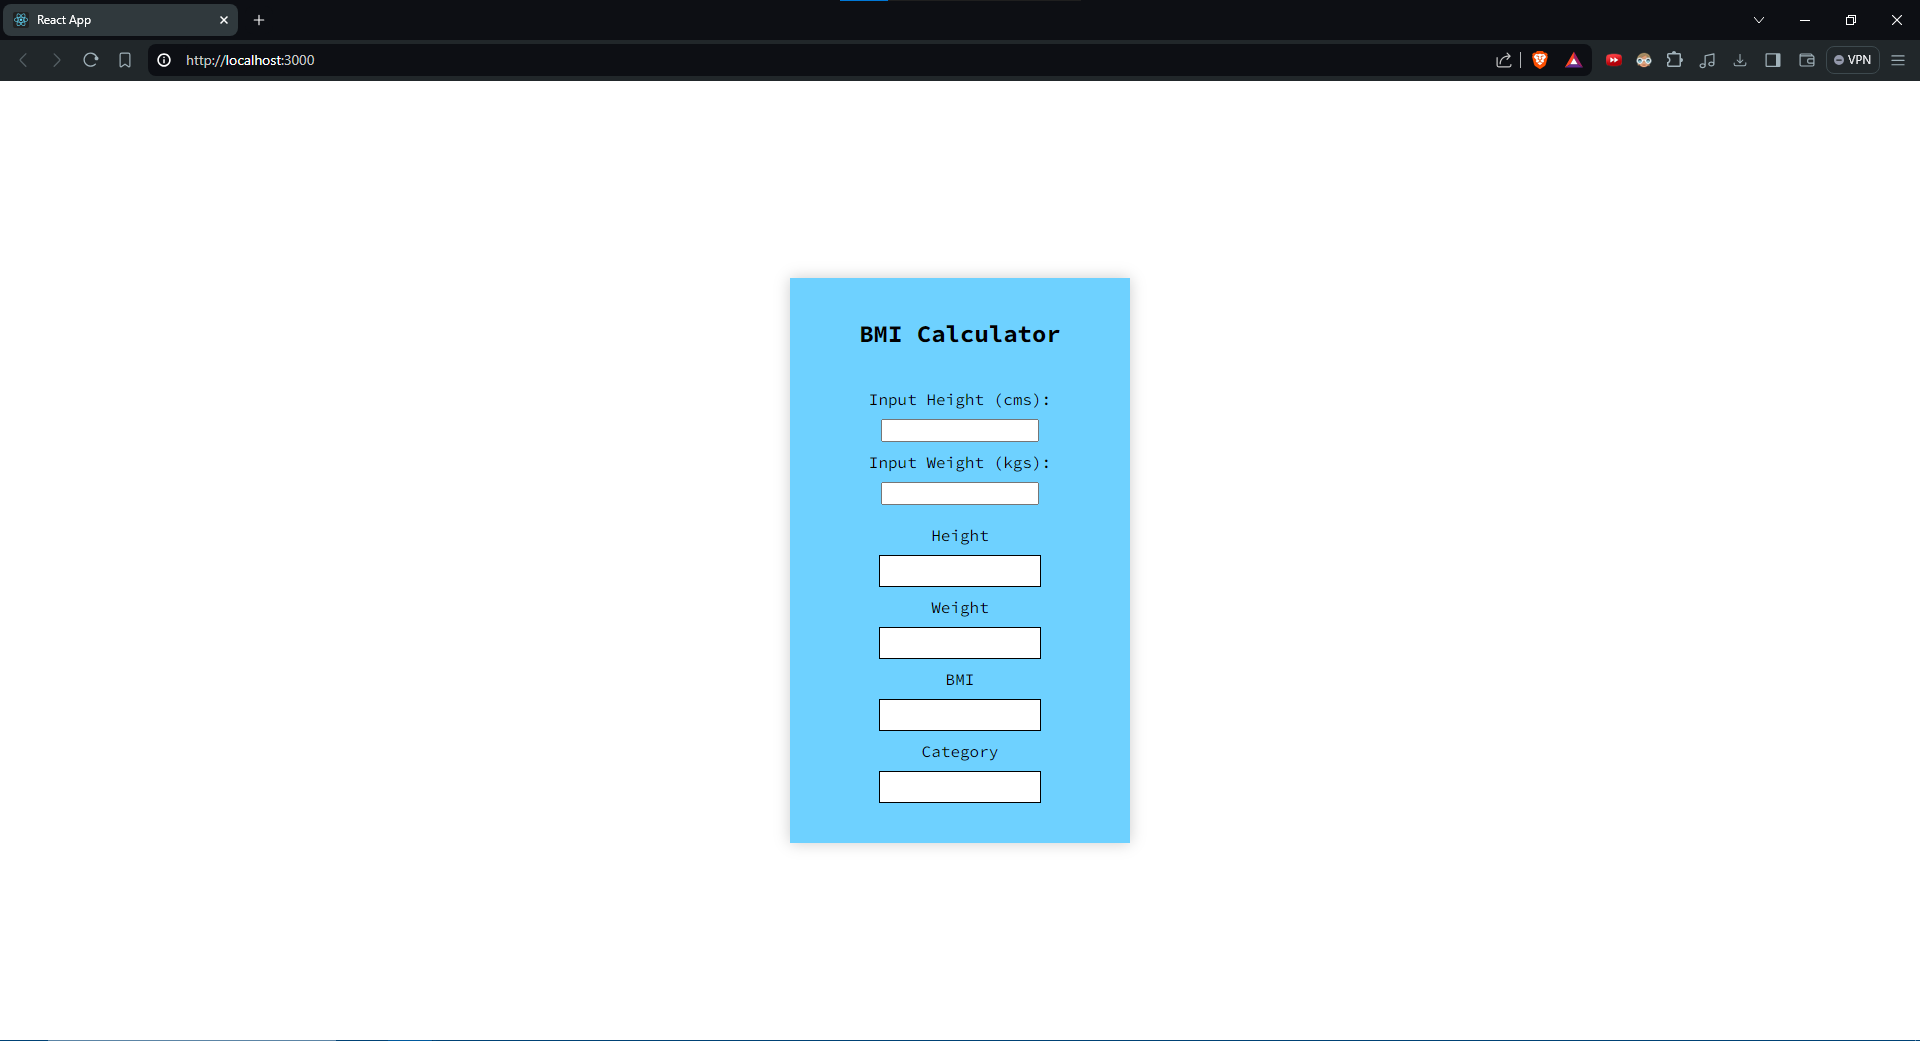 React App
http://localhost:3000
VPN
BMI Calculator
Input Height (cms):
Input Weight (kgs):
Height
Weight
BMI
Category